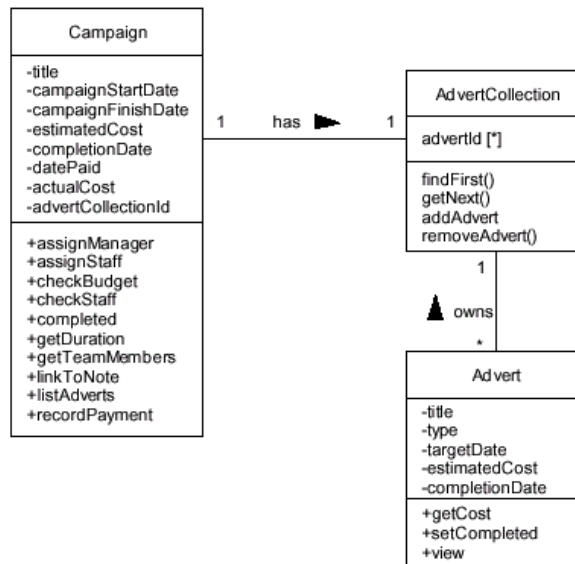 Campaign
-title
-campaignStartDate
-campaignFinishDate
-estimatedCost
-completionDate
-datePaid
-actualCost
-advertCollectionId
+assignManager
+assignStaff
+checkBudget
+checkStaff
+completed
+getDuration
+getTeamMembers
+linkToNote
+listAdverts
+recordPayment
1 has 1
AdvertCollection
advertId [*]
findFirst()
getNext()
addAdvert
removeAdvert()
1
owns
*
Advert
-title
-type
-targetDate
-estimatedCost
-completionDate
+getCost
+setCompleted
+view